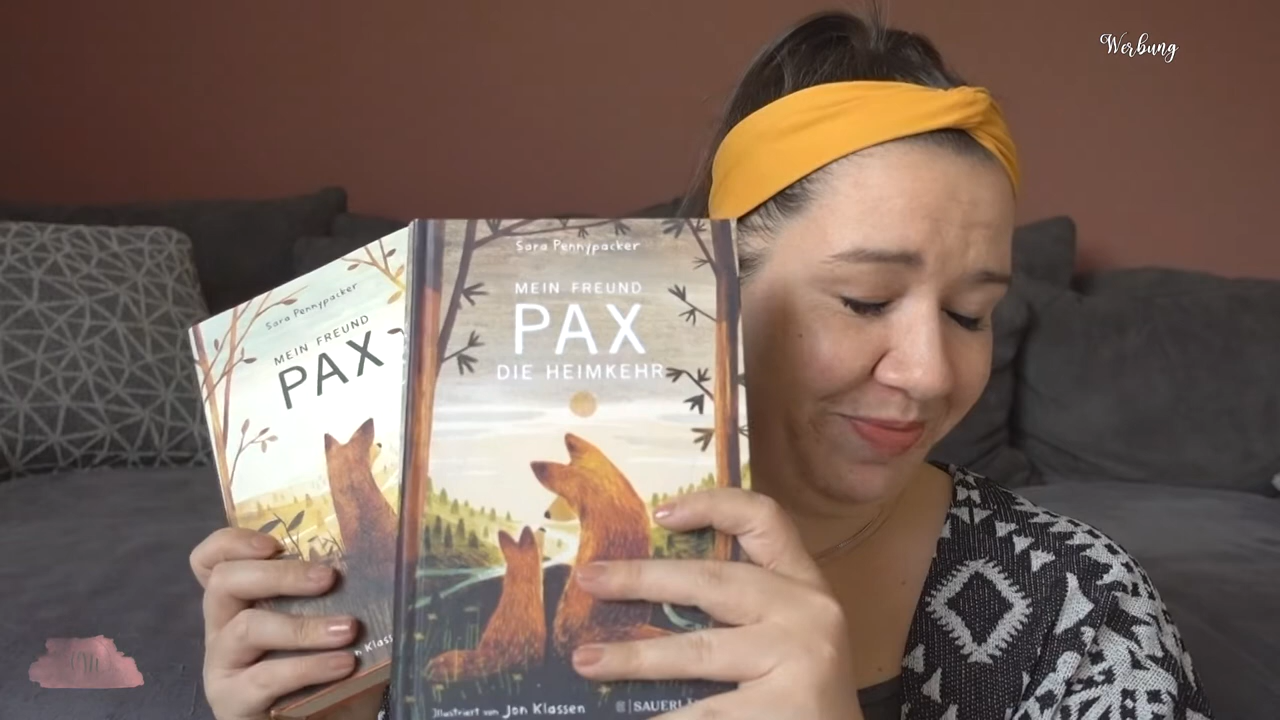 Werbung
Sara Pennypacker
MEIN FREUND
PAX
Sara Pennypacker
MEIN FREUND
PAX
DIE HEIMKEHR
Illustriert von Jon Klassen